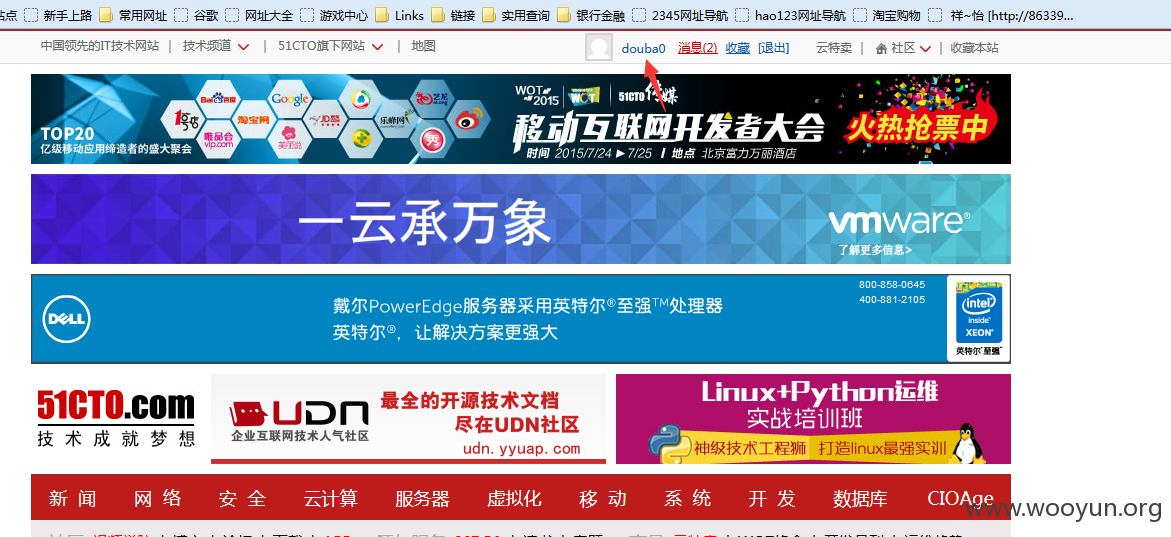 站点 新手上路 常用网址 谷歌 网址大全 游戏中心 Links 链接 实用查询 银行金融 2345网址导航 hao123网址导航 淘宝购物 祥~怡 [http://86339...
中国领先的IT技术网站 | 技术频道 | 51CTO旗下网站 | 地图 douba0 消息(2) 收藏 [退出] 云特卖 | 社区 | 收藏本站
TOP20
亿级移动应用缔造者的盛大聚会
1号店 Bai百度 Google 艺龙
唯品会 vip.com 淘宝网 美丽说 JD.com 乐蜂网 秀
WOT 2015 WOT 51CTO传媒
移动互联网开发者大会
时间 2015/7/24 ▶ 7/25 | 地点 北京富力万丽酒店
火热抢票中
一云承万象
vmware®
了解更多信息>
DELL
戴尔PowerEdge服务器采用英特尔®至强™处理器
英特尔®，让解决方案更强大
800-858-0645
400-881-2105
intel inside™
XEON®
英特尔®至强®
51CTO.com
技术成就梦想
UDN
企业互联网技术人气社区
最全的开源技术文档
尽在UDN社区
udn.yyuap.com
Linux+Python运维
实战培训班
神级技术工程狮 打造linux最强实训
新闻 网络 安全 云计算 服务器 虚拟化 移动 系统 开发 数据库 CIOAge
www.wooyun.org